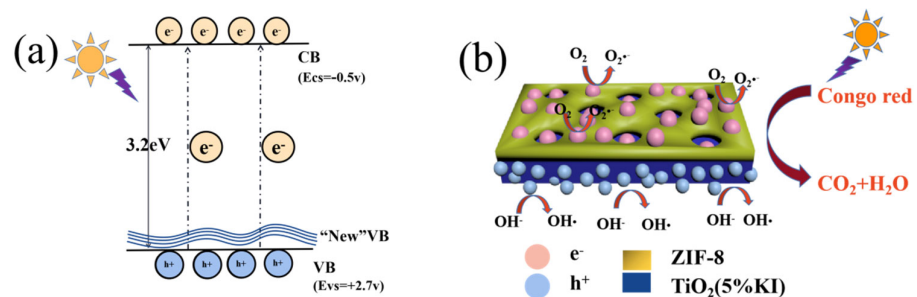 (a)
e- e- e- e-
CB
(Ecs=-0.5v)
3.2eV
e- e-
“New”VB
h+ h+ h+ h+
VB
(Evs=+2.7v)
(b)
O₂ O₂•-
O₂ O₂•-
O₂ O₂•-
Congo red
CO₂+H₂O
OH- OH• OH- OH• OH- OH•
e- ZIF-8
h+ TiO₂(5%KI)